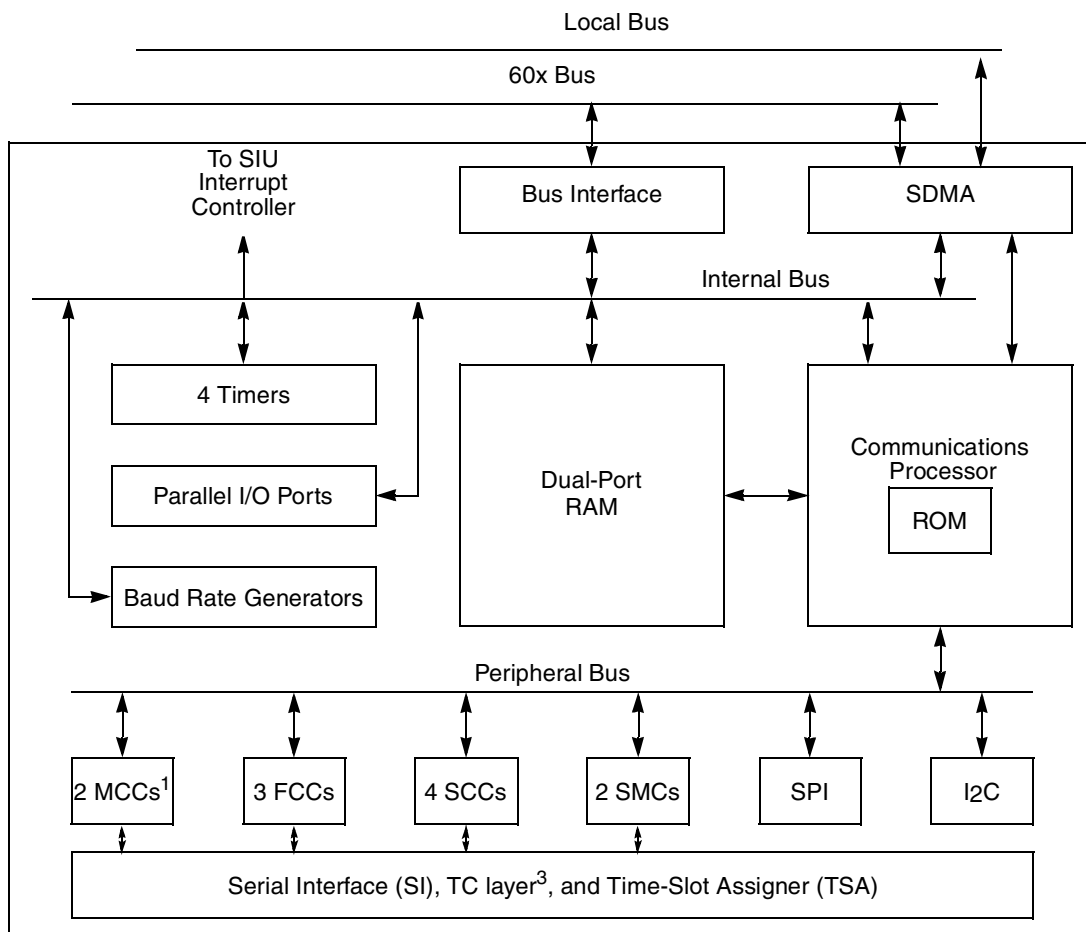 Local Bus
60x Bus
To SIU
Interrupt
Controller
Bus Interface
SDMA
Internal Bus
4 Timers
Parallel I/O Ports
Baud Rate Generators
Dual-Port
RAM
Communications
Processor
ROM
Peripheral Bus
2 MCCs¹
3 FCCs
4 SCCs
2 SMCs
SPI
I2C
Serial Interface (SI), TC layer³, and Time-Slot Assigner (TSA)